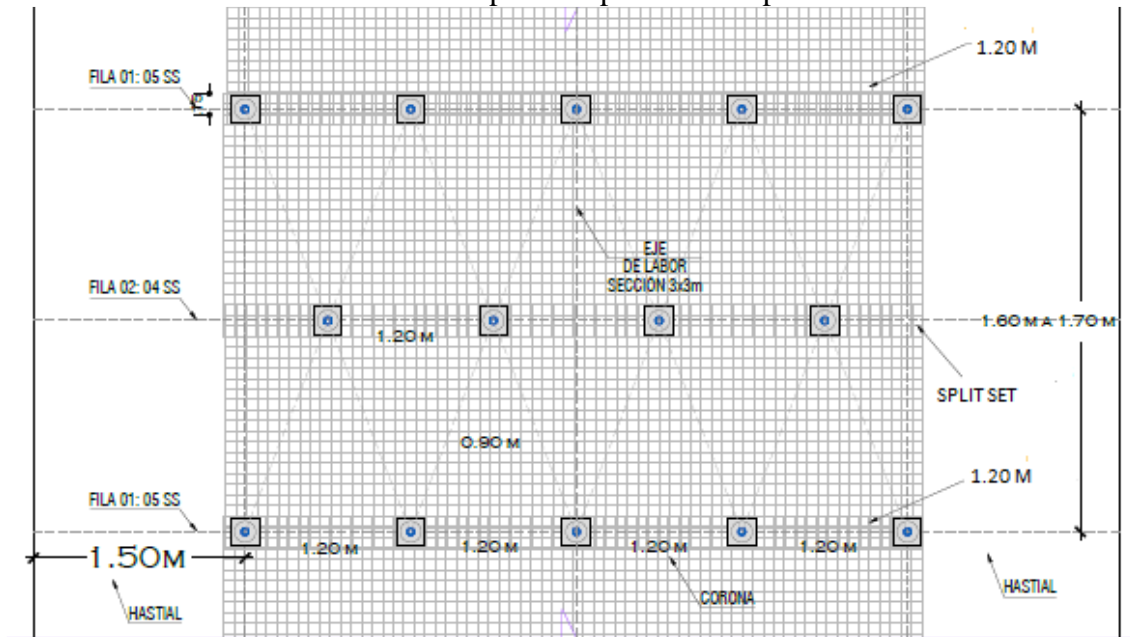 1.20 M
FILA 01: 05 SS
EJE
DE LABOR
SECCIÓN 3x3m
FILA 02: 04 SS
1.20 M
1.60 M A 1.70 M
SPLIT SET
0.90 M
1.20 M
FILA 01: 05 SS
1.20 M
1.20 M
1.20 M
1.20 M
1.50M
HASTIAL
CORONA
HASTIAL